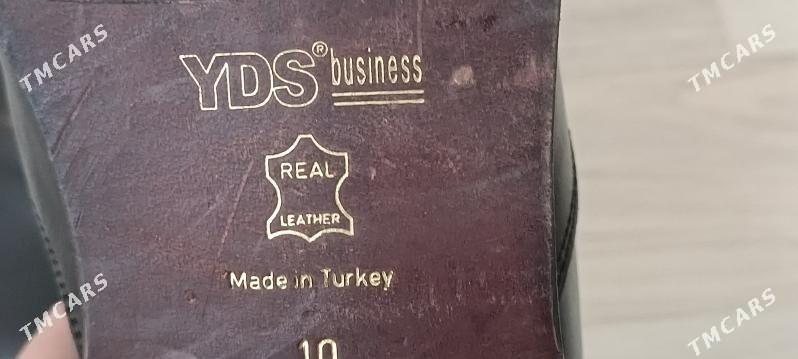 TMCARS
TMCARS
YDS® business
REAL
LEATHER
Made in Turkey
TMCARS
TMCARS
10